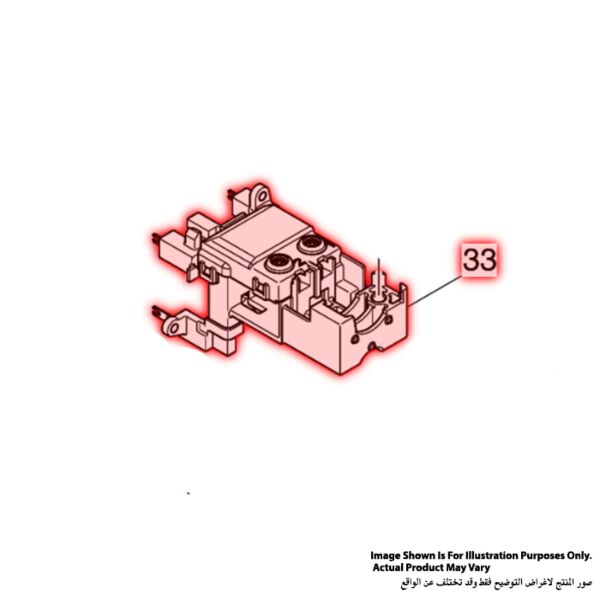 33
Image Shown Is For Illustration Purposes Only.
Actual Product May Vary
صور المنتج لاغراض التوضيح فقط وقد تختلف عن الواقع